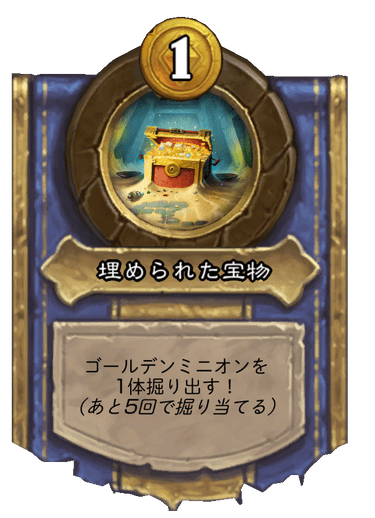 1
埋められた宝物
ゴールデンミニオンを
1体掘り出す！
（あと5回で掘り当てる）